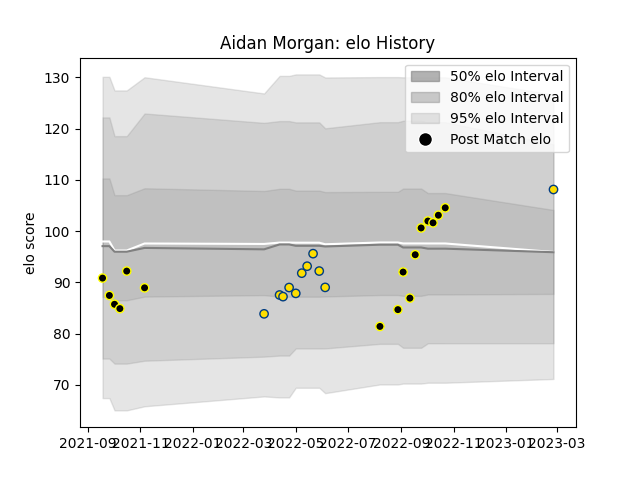 Aidan Morgan: elo History
50% elo Interval
80% elo Interval
95% elo Interval
Post Match elo
elo score
130
120
110
100
90
80
70
2021-09 2021-11 2022-01 2022-03 2022-05 2022-07 2022-09 2022-11 2023-01 2023-03